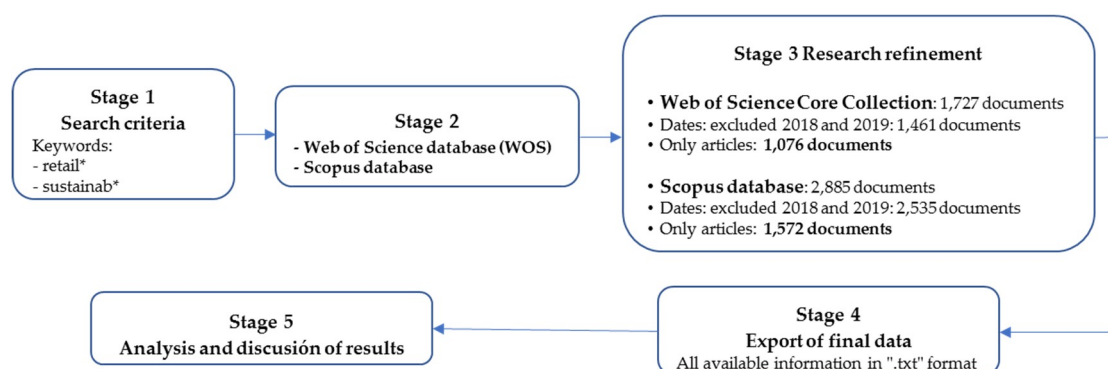 Stage 1
Search criteria
Keywords:
- retail*
- sustainab*
Stage 2
- Web of Science database (WOS)
- Scopus database
Stage 3 Research refinement
• Web of Science Core Collection: 1,727 documents
• Dates: excluded 2018 and 2019: 1,461 documents
• Only articles: 1,076 documents
• Scopus database: 2,885 documents
• Dates: excluded 2018 and 2019: 2,535 documents
• Only articles: 1,572 documents
Stage 4
Export of final data
All available information in ".txt" format
Stage 5
Analysis and discusión of results